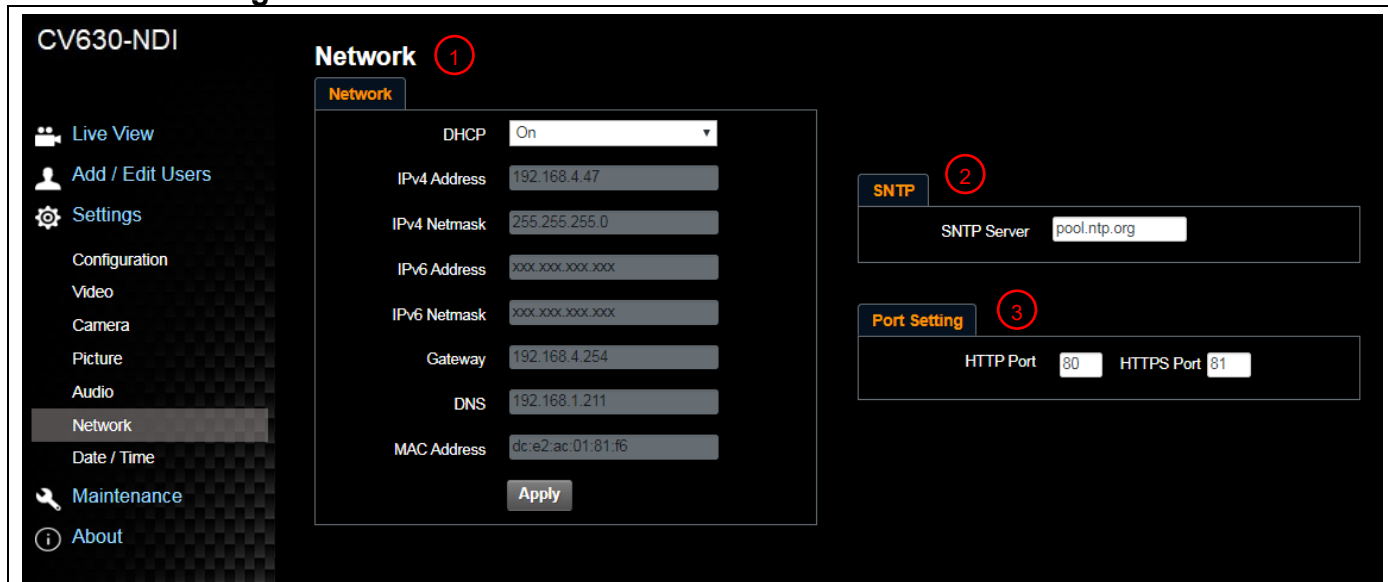 CV630-NDI
Live View
Add / Edit Users
Settings
Configuration
Video
Camera
Picture
Audio
Network
Date / Time
Maintenance
About
Network 1
Network
DHCP On
IPv4 Address 192.168.4.47
IPv4 Netmask 255.255.255.0
IPv6 Address xxx.xxx.xxx.xxx
IPv6 Netmask xxx.xxx.xxx.xxx
Gateway 192.168.4.254
DNS 192.168.1.211
MAC Address dc:e2:ac:01:81:f6
Apply
SNTP 2
SNTP Server pool.ntp.org
Port Setting 3
HTTP Port 80 HTTPS Port 81